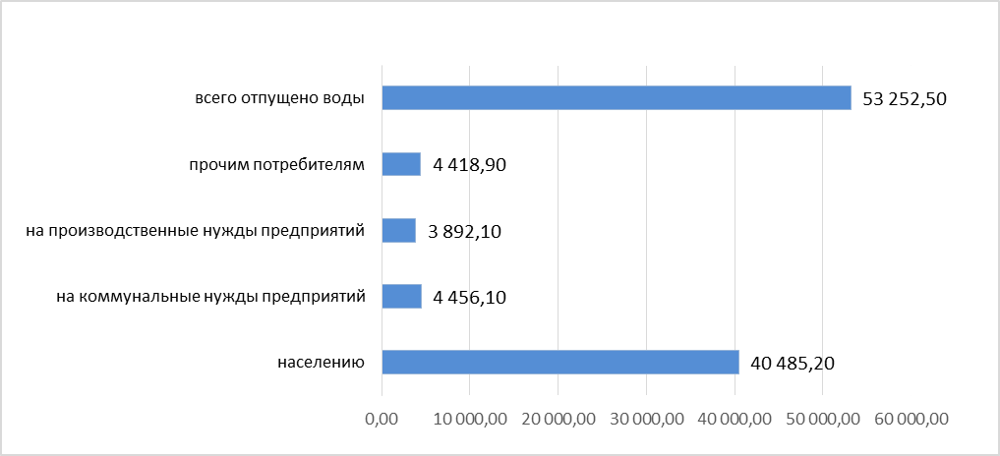 всего отпущено воды 53 252,50
прочим потребителям 4 418,90
на производственные нужды предприятий 3 892,10
на коммунальные нужды предприятий 4 456,10
населению 40 485,20
0,00 10 000,00 20 000,00 30 000,00 40 000,00 50 000,00 60 000,00